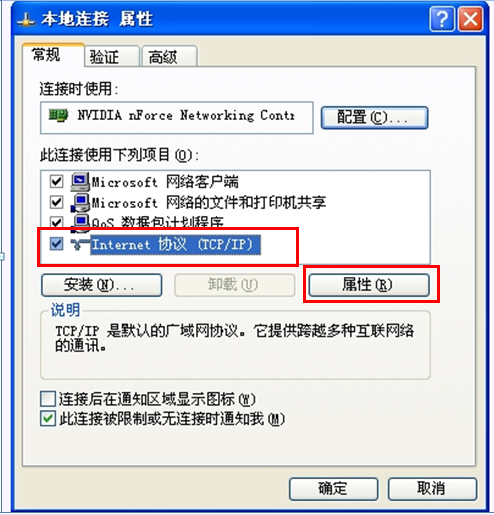 本地连接 属性
常规 验证 高级
连接时使用:
NVIDIA nForce Networking Contr
配置(C)...
此连接使用下列项目(O):
Microsoft 网络客户端
Microsoft 网络的文件和打印机共享
QoS 数据包计划程序
Internet 协议 (TCP/IP)
安装(N)... 卸载(U) 属性(R)
说明
TCP/IP 是默认的广域网协议。它提供跨越多种互联网络
的通讯。
连接后在通知区域显示图标(W)
此连接被限制或无连接时通知我(M)
确定 取消